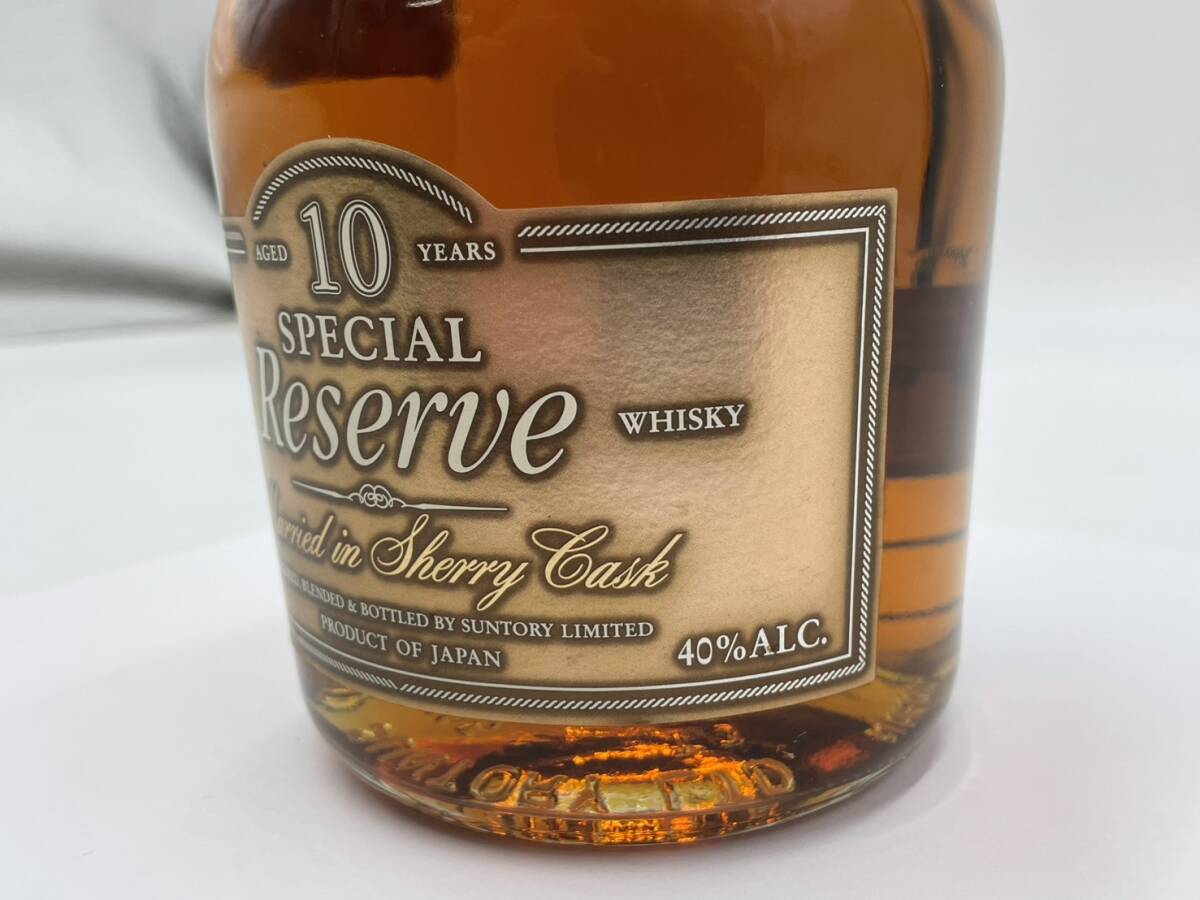 AGED 10 YEARS
SPECIAL
Reserve
WHISKY
Married in Sherry Cask
BLENDED & BOTTLED BY SUNTORY LIMITED
PRODUCT OF JAPAN
40%ALC.